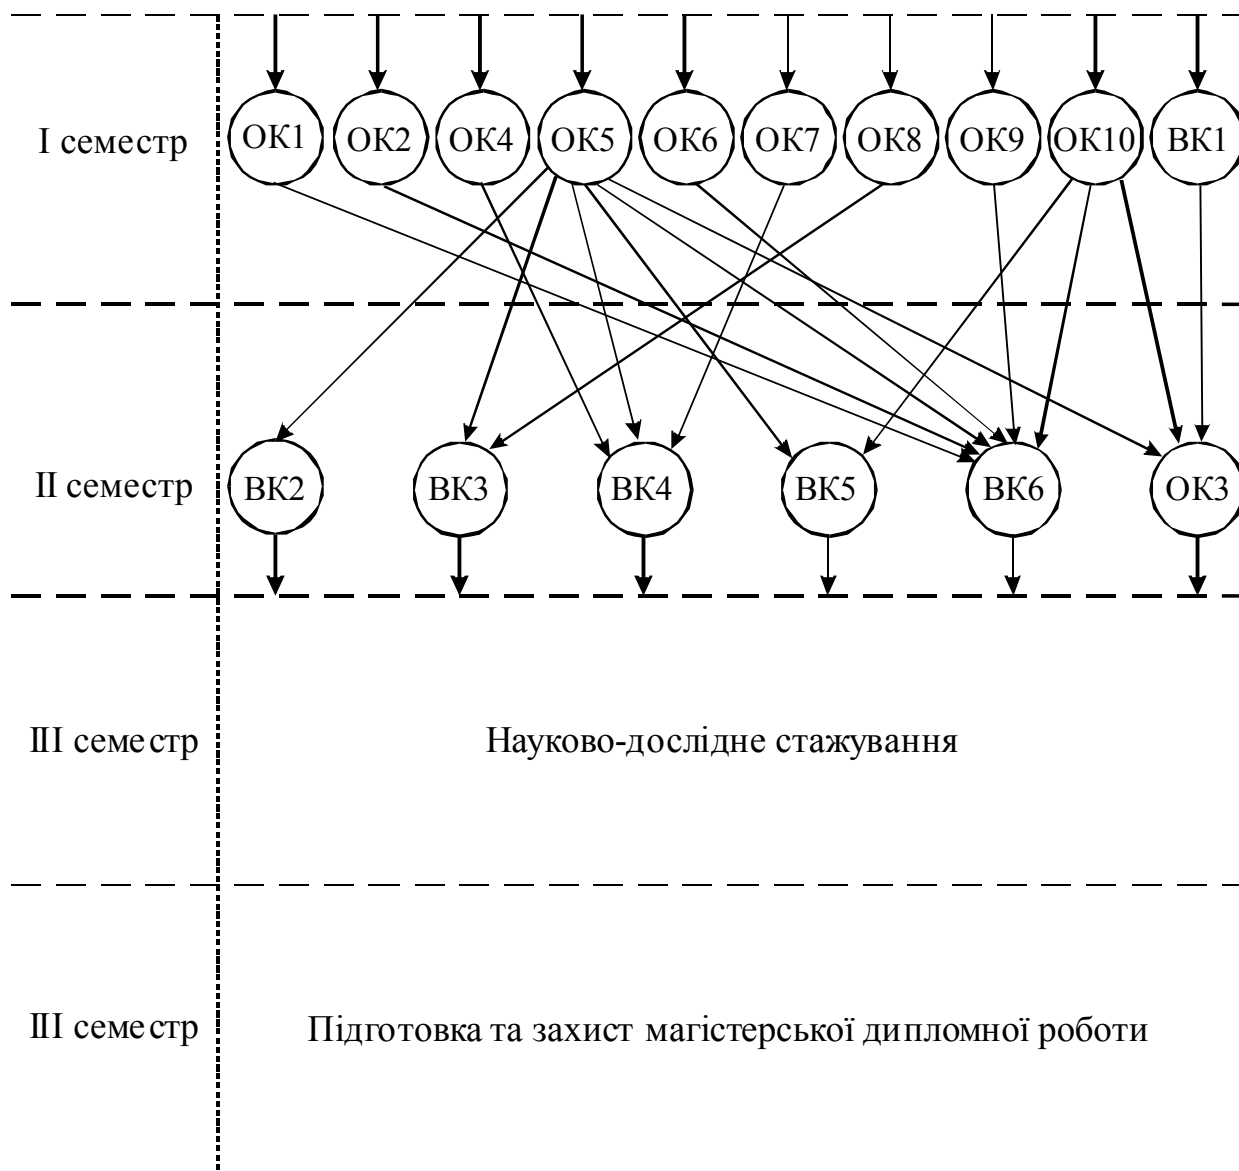 І семестр
ОК1 ОК2 ОК4 ОК5 ОК6 ОК7 ОК8 ОК9 ОК10 ВК1
ІІ семестр
ВК2 ВК3 ВК4 ВК5 ВК6 ОК3
ІІІ семестр
Науково-дослідне стажування
ІІІ семестр
Підготовка та захист магістерської дипломної роботи